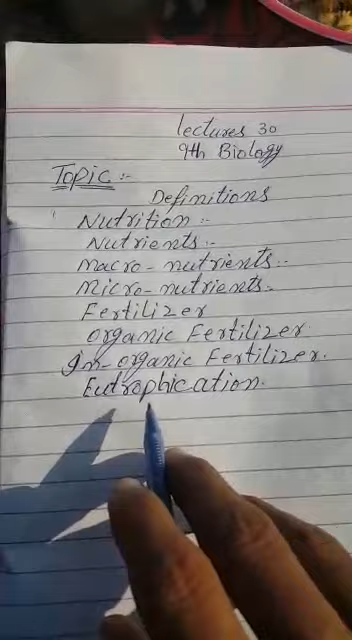 lectures 30
9th Biology
Topic :-
Definitions
Nutrition :-
Nutrients :-
Macro-nutrients :-
Micro-nutrients :-
Fertilizer
organic Fertilizer
In-organic Fertilizer.
Eutrophication.